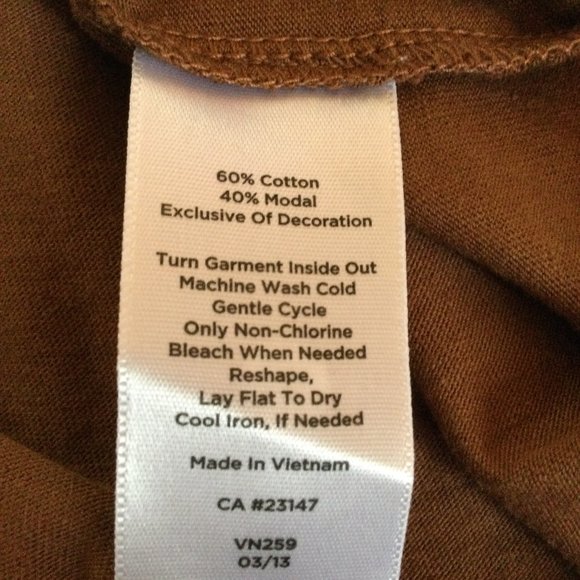 60% Cotton
40% Modal
Exclusive Of Decoration
Turn Garment Inside Out
Machine Wash Cold
Gentle Cycle
Only Non-Chlorine
Bleach When Needed
Reshape,
Lay Flat To Dry
Cool Iron, If Needed
Made In Vietnam
CA #23147
VN259
03/13